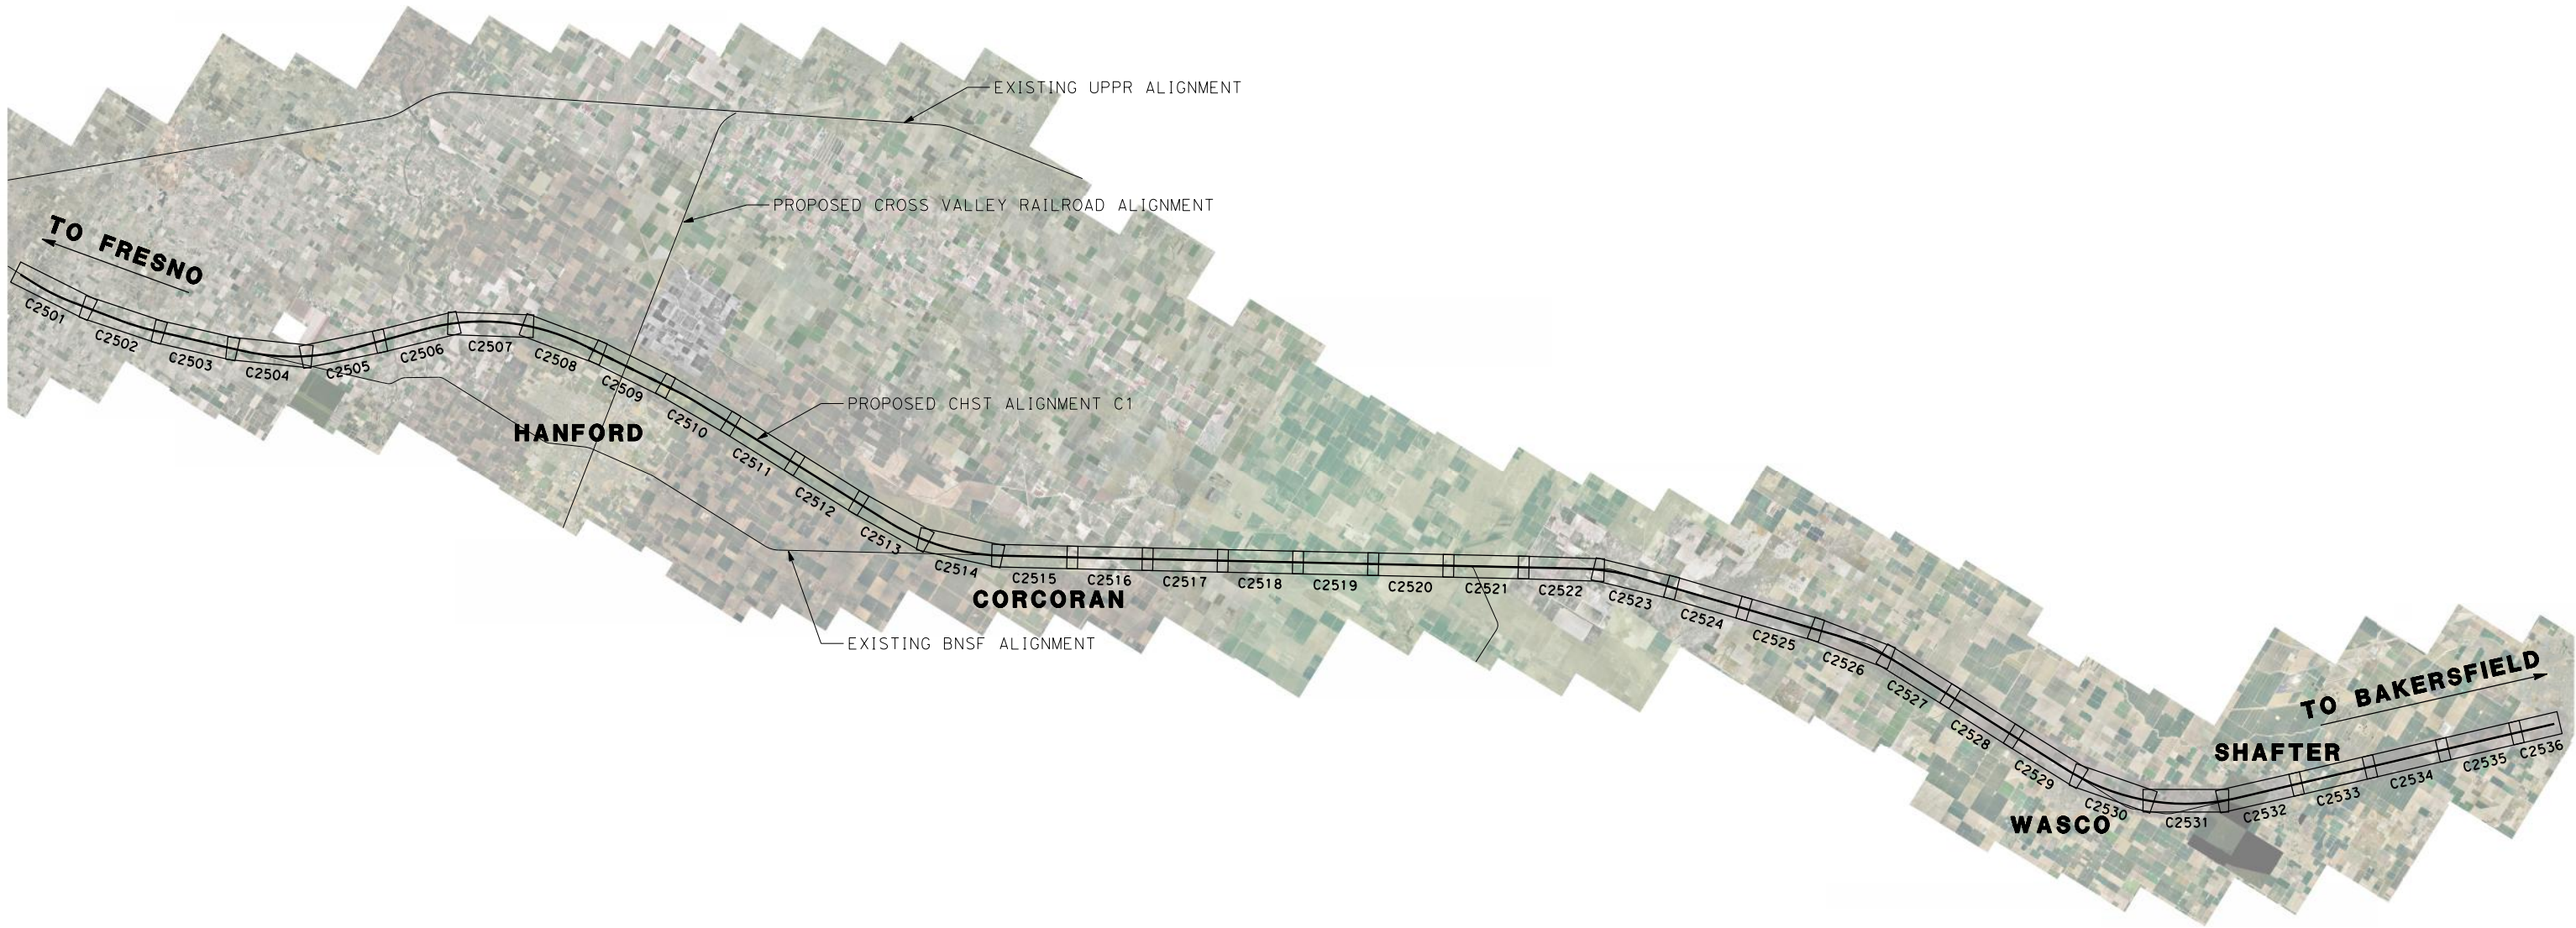 EXISTING UPPR ALIGNMENT
PROPOSED CROSS VALLEY RAILROAD ALIGNMENT
TO FRESNO
C2501
C2502
C2503
C2504
C2505
C2506
C2507
C2508
C2509
C2510
C2511
C2512
C2513
C2514
C2515
C2516
C2517
C2518
C2519
C2520
C2521
C2522
C2523
C2524
C2525
C2526
C2527
C2528
C2529
C2530
C2531
C2532
C2533
C2534
C2535
C2536
PROPOSED CHST ALIGNMENT C1
HANFORD
CORCORAN
EXISTING BNSF ALIGNMENT
TO BAKERSFIELD
SHAFTER
WASCO